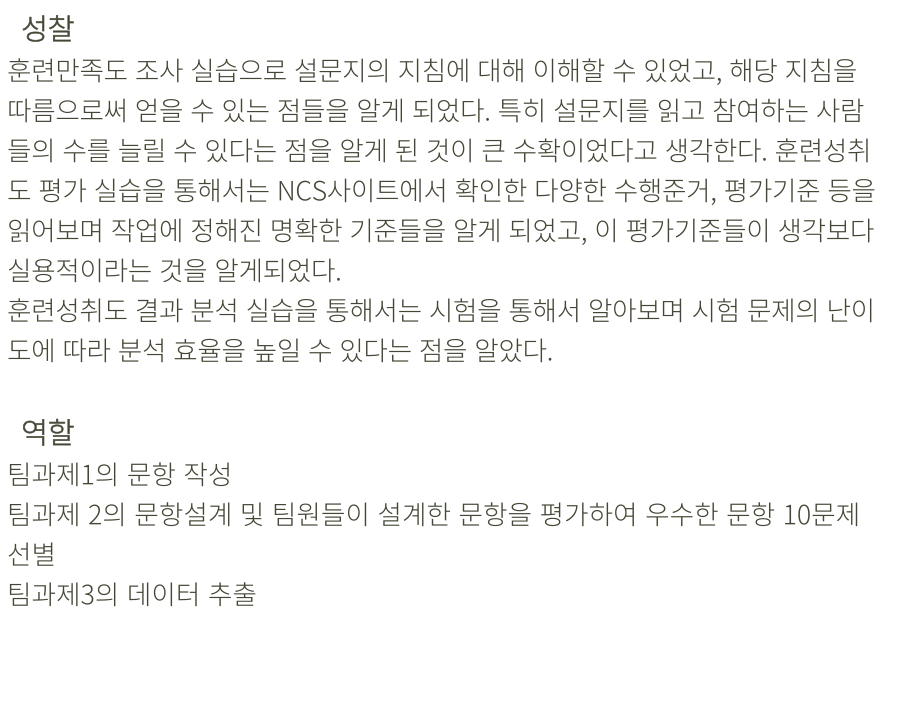 성찰
훈련만족도 조사 실습으로 설문지의 지침에 대해 이해할 수 있었고, 해당 지침을
따름으로써 얻을 수 있는 점들을 알게 되었다. 특히 설문지를 읽고 참여하는 사람
들의 수를 늘릴 수 있다는 점을 알게 된 것이 큰 수확이었다고 생각한다. 훈련성취
도 평가 실습을 통해서는 NCS사이트에서 확인한 다양한 수행준거, 평가기준 등을
읽어보며 작업에 정해진 명확한 기준들을 알게 되었고, 이 평가기준들이 생각보다
실용적이라는 것을 알게되었다.
훈련성취도 결과 분석 실습을 통해서는 시험을 통해서 알아보며 시험 문제의 난이
도에 따라 분석 효율을 높일 수 있다는 점을 알았다.
역할
팀과제1의 문항 작성
팀과제 2의 문항설계 및 팀원들이 설계한 문항을 평가하여 우수한 문항 10문제
선별
팀과제3의 데이터 추출